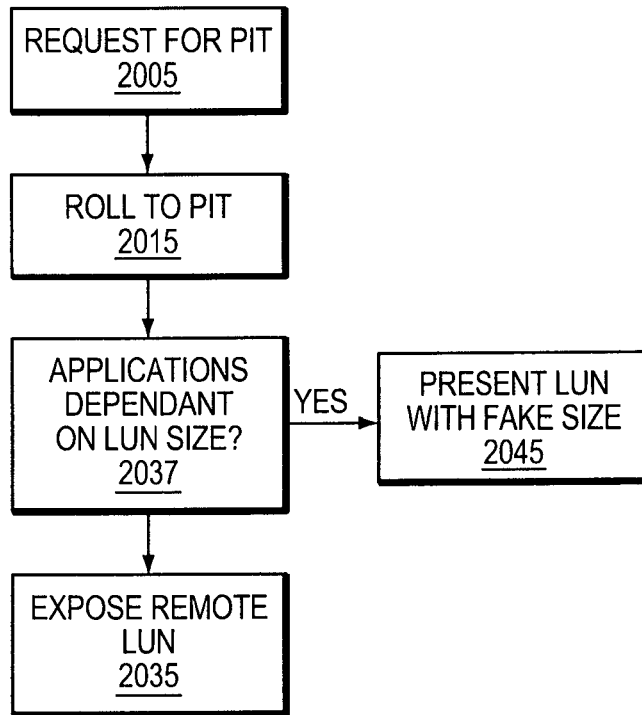 REQUEST FOR PIT
2005
ROLL TO PIT
2015
APPLICATIONS
DEPENDANT
ON LUN SIZE?
2037
YES
PRESENT LUN
WITH FAKE SIZE
2045
EXPOSE REMOTE
LUN
2035